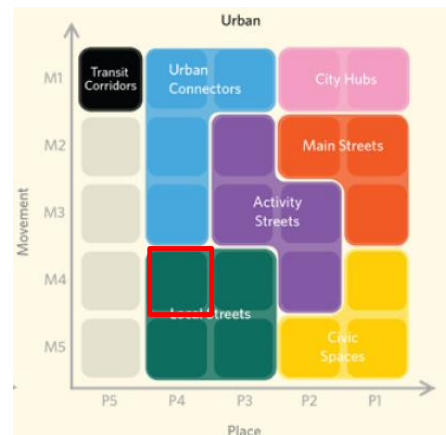 Urban
M1
Transit
Corridors
Urban
Connectors
City Hubs
M2
Main Streets
M3
Activity
Streets
M4
Local Streets
M5
Civic
Spaces
Movement
P5
P4
P3
P2
P1
Place